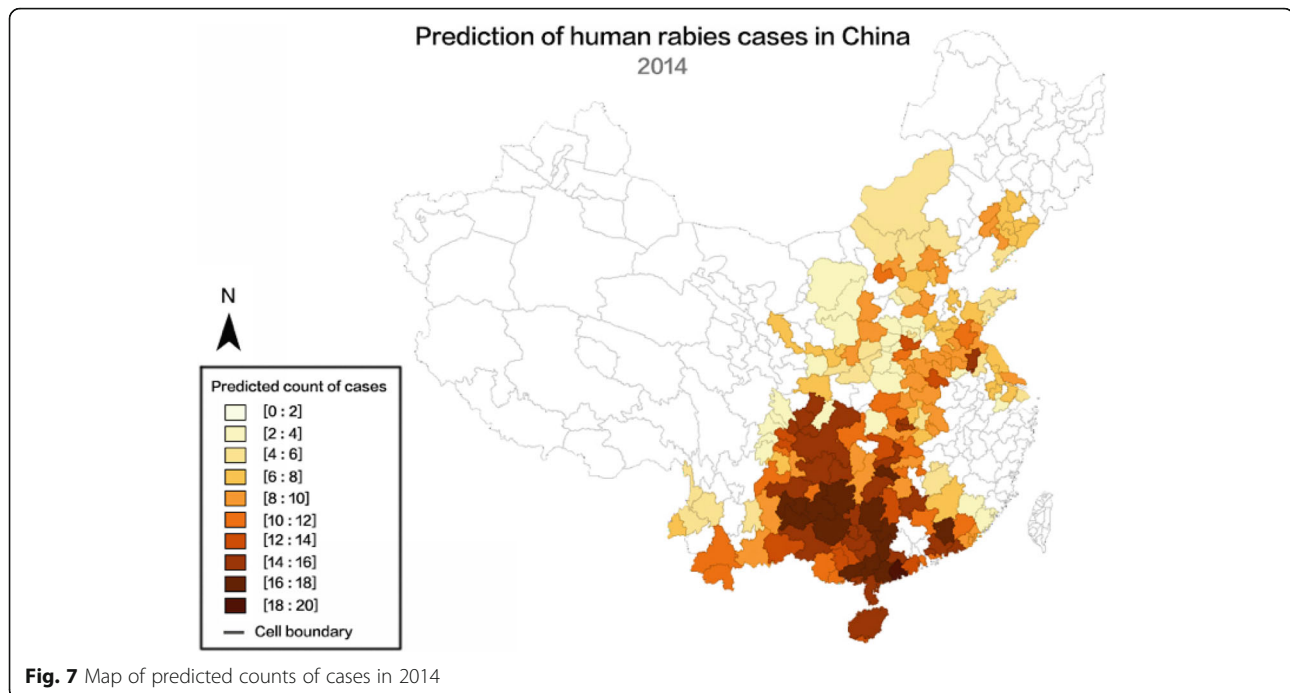 Prediction of human rabies cases in China
2014
N
Predicted count of cases
[0 : 2]
[2 : 4]
[4 : 6]
[6 : 8]
[8 : 10]
[10 : 12]
[12 : 14]
[14 : 16]
[16 : 18]
[18 : 20]
Cell boundary
Fig. 7 Map of predicted counts of cases in 2014